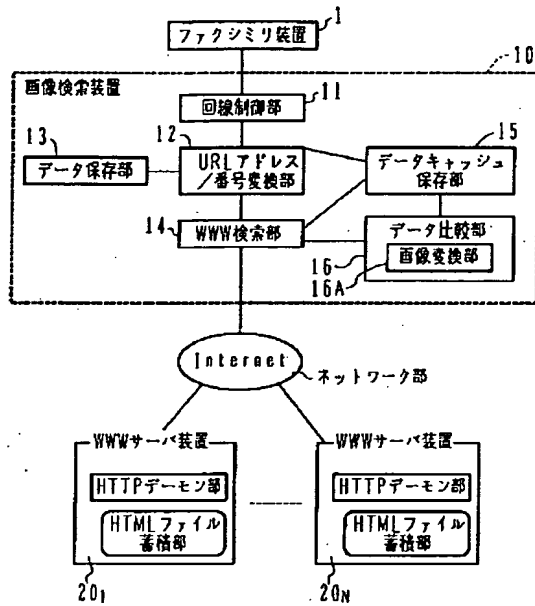 1
ファクシミリ装置
10
画像検索装置
回線制御部
11
13
12
15
データ保存部
URLアドレス
/番号変換部
データキャッシュ
保存部
14
WWW検索部
データ比較部
画像変換部
16
16A
Internet
ネットワーク部
WWWサーバ装置
WWWサーバ装置
HTTPデーモン部
HTTPデーモン部
HTMLファイル
蓄積部
HTMLファイル
蓄積部
20₁
20N